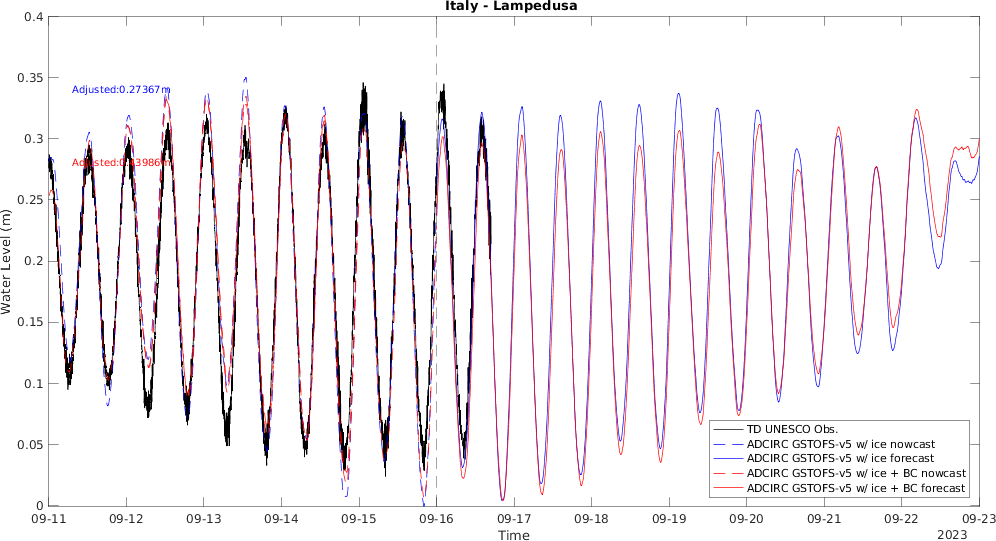 Italy - Lampedusa
Water Level (m)
0.4
0.35
0.3
0.25
0.2
0.15
0.1
0.05
0
Adjusted:0.27367m
09-11
09-12
09-13
09-14
09-15
09-16
09-17
09-18
09-19
09-20
09-21
09-22
09-23
Time
2023
TD UNESCO Obs.
ADCIRC GSTOFS-v5 w/ ice nowcast
ADCIRC GSTOFS-v5 w/ ice forecast
ADCIRC GSTOFS-v5 w/ ice + BC nowcast
ADCIRC GSTOFS-v5 w/ ice + BC forecast